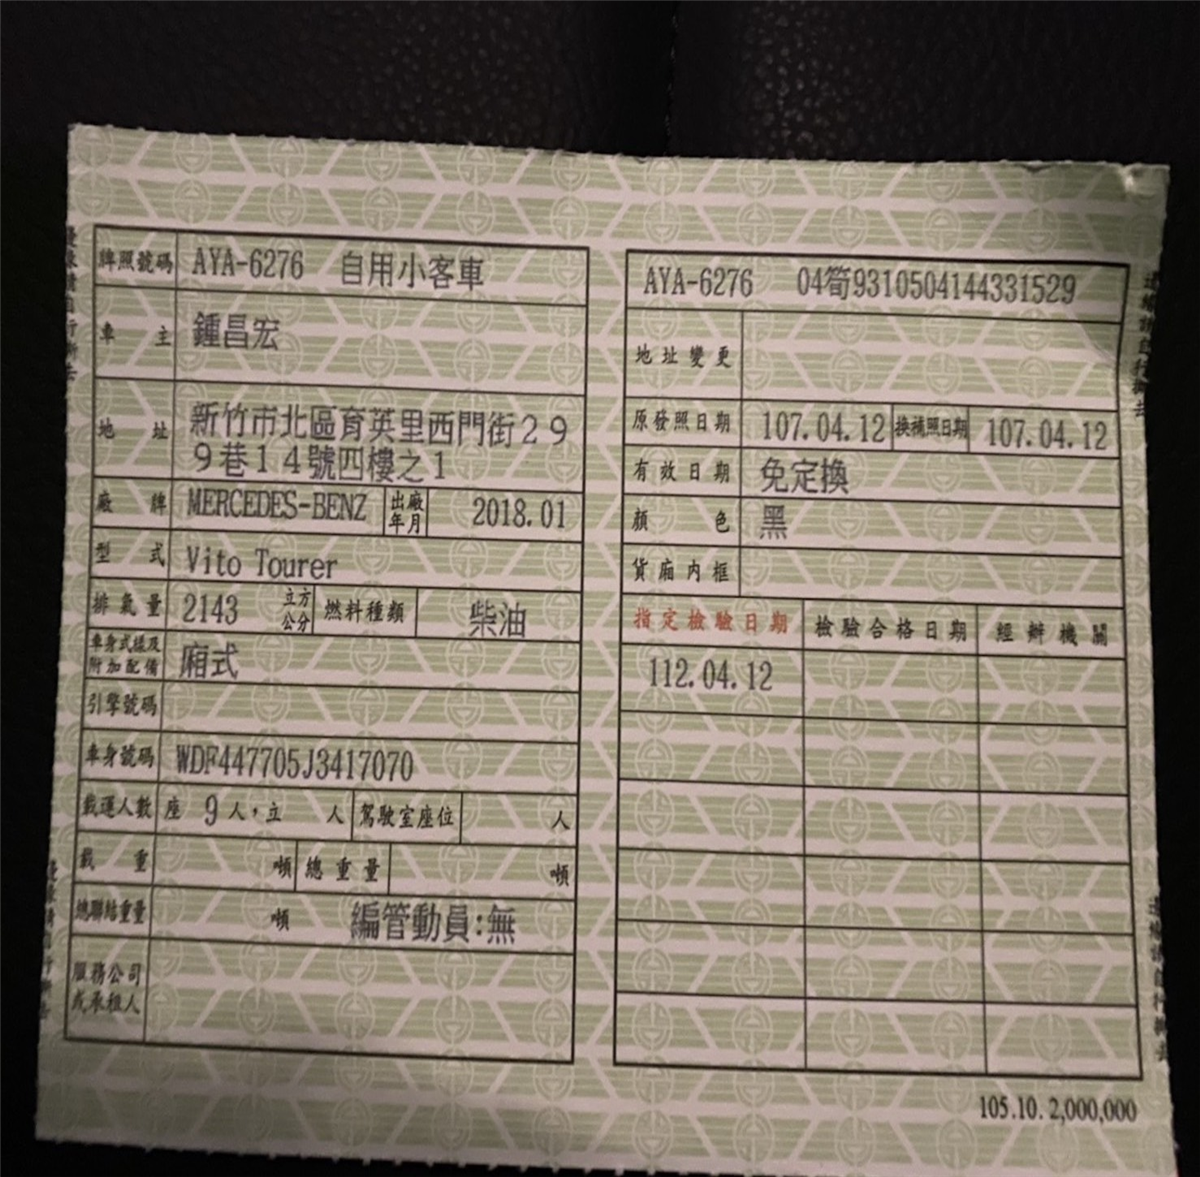 牌照號碼 AYA-6276 自用小客車
車主 鍾昌宏
地址 新竹市北區育英里西門街２９
９巷１４號四樓之１
廠牌 MERCEDES-BENZ 出廠年月 2018.01
型式 Vito Tourer
排氣量 2143 立方公分 燃料種類 柴油
車身式樣及附加配備 廂式
引擎號碼
車身號碼 WDF447705J3417070
載運人數 座 9 人，立 人 駕駛室座位 人
載重 噸 總重量 噸
總聯結重量 噸 編管動員:無
服務公司
或承租人
AYA-6276 04筍9310504144331529
地址變更
原發照日期 107.04.12 換補照日期 107.04.12
有效日期 免定換
顏色 黑
貨廂內框
指定檢驗日期 檢驗合格日期 經辦機關
112.04.12
105.10. 2,000,000